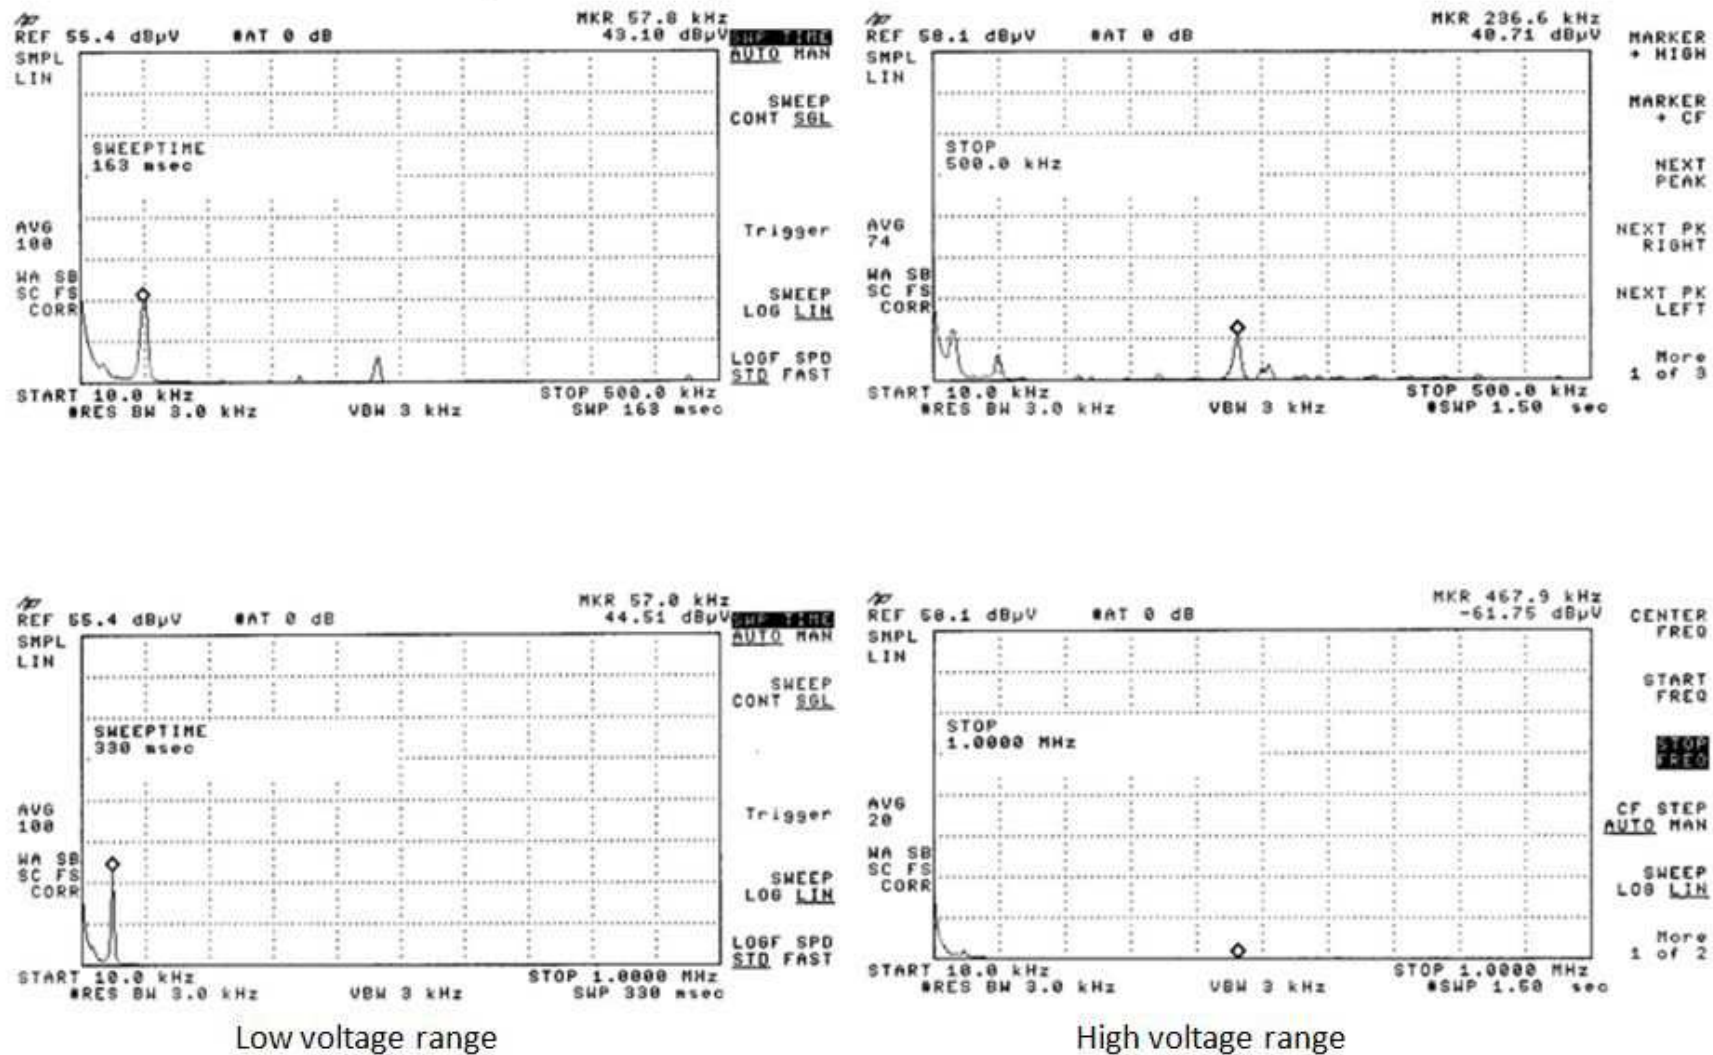 MKR 57.8 kHz
REF 55.4 dBµV #AT 0 dB 43.10 dBµV
SWP TIME
AUTO MAN
SMPL
LIN
SWEEP
CONT SGL
SWEEPTIME
163 msec
AVG
100
Trigger
WA SB
SC FS
CORR
SWEEP
LOG LIN
LOGF SPD
STD FAST
START 10.0 kHz STOP 500.0 kHz
#RES BW 3.0 kHz VBW 3 kHz SWP 163 msec
MKR 236.6 kHz
REF 58.1 dBµV #AT 0 dB 40.71 dBµV
SMPL
LIN
MARKER
→ HIGH
MARKER
→ CF
STOP
500.0 kHz
NEXT
PEAK
AVG
74
NEXT PK
RIGHT
WA SB
SC FS
CORR
NEXT PK
LEFT
More
1 of 3
START 10.0 kHz STOP 500.0 kHz
#RES BW 3.0 kHz VBW 3 kHz #SWP 1.50 sec
MKR 57.0 kHz
REF 55.4 dBµV #AT 0 dB 44.51 dBµV
SWP TIME
AUTO MAN
SMPL
LIN
SWEEP
CONT SGL
SWEEPTIME
330 msec
AVG
100
Trigger
WA SB
SC FS
CORR
SWEEP
LOG LIN
LOGF SPD
STD FAST
START 10.0 kHz STOP 1.0000 MHz
#RES BW 3.0 kHz VBW 3 kHz SWP 330 msec
Low voltage range
MKR 467.9 kHz
REF 58.1 dBµV #AT 0 dB -61.75 dBµV
SMPL
LIN
CENTER
FREQ
START
FREQ
STOP
1.0000 MHz
STOP
FREQ
AVG
20
CF STEP
AUTO MAN
WA SB
SC FS
CORR
SWEEP
LOG LIN
More
1 of 2
START 10.0 kHz STOP 1.0000 MHz
#RES BW 3.0 kHz VBW 3 kHz #SWP 1.50 sec
High voltage range